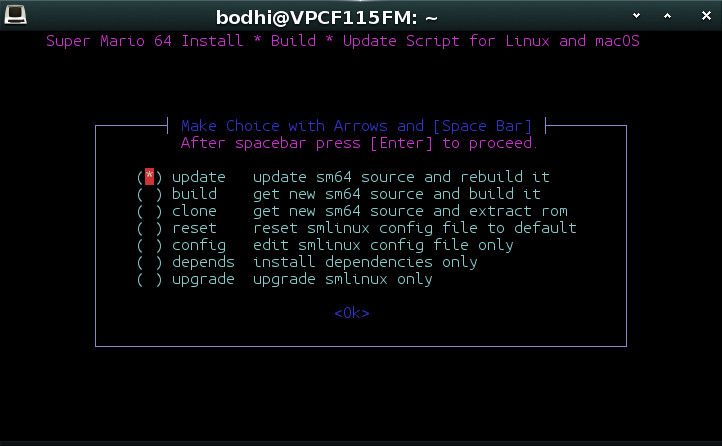 bodhi@VPCF115FM: ~
Super Mario 64 Install * Build * Update Script for Linux and macOS
Make Choice with Arrows and [Space Bar]
After spacebar press [Enter] to proceed.
(*) update update sm64 source and rebuild it
( ) build get new sm64 source and build it
( ) clone get new sm64 source and extract rom
( ) reset reset smlinux config file to default
( ) config edit smlinux config file only
( ) depends install dependencies only
( ) upgrade upgrade smlinux only
<Ok>